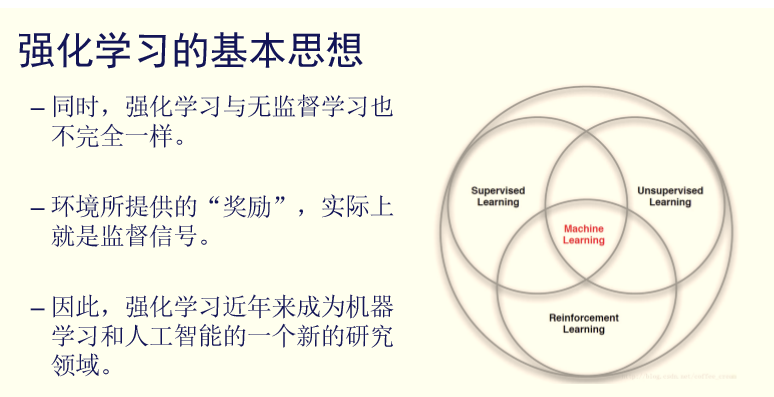 强化学习的基本思想
– 同时，强化学习与无监督学习也
不完全一样。
– 环境所提供的“奖励”，实际上
就是监督信号。
– 因此，强化学习近年来成为机器
学习和人工智能的一个新的研究
领域。
Supervised
Learning
Unsupervised
Learning
Machine
Learning
Reinforcement
Learning